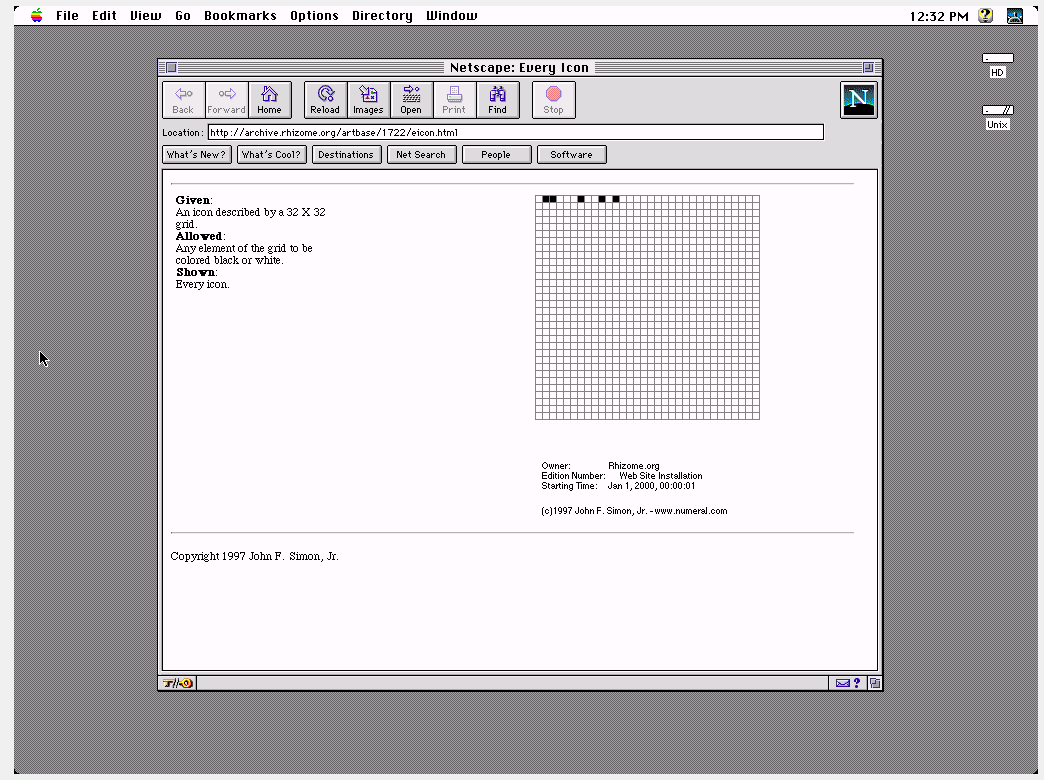 File Edit View Go Bookmarks Options Directory Window 12:32 PM
Netscape: Every Icon
HD
Back Forward Home Reload Images Open Print Find Stop
N
Unix
Location: http://archive.rhizome.org/artbase/1722/eicon.html
What's New? What's Cool? Destinations Net Search People Software
Given:
An icon described by a 32 X 32
grid.
Allowed:
Any element of the grid to be
colored black or white.
Shown:
Every icon.
Owner: Rhizome.org
Edition Number: Web Site Installation
Starting Time: Jan 1, 2000, 00:00:01
(c)1997 John F. Simon, Jr. - www.numeral.com
Copyright 1997 John F. Simon, Jr.